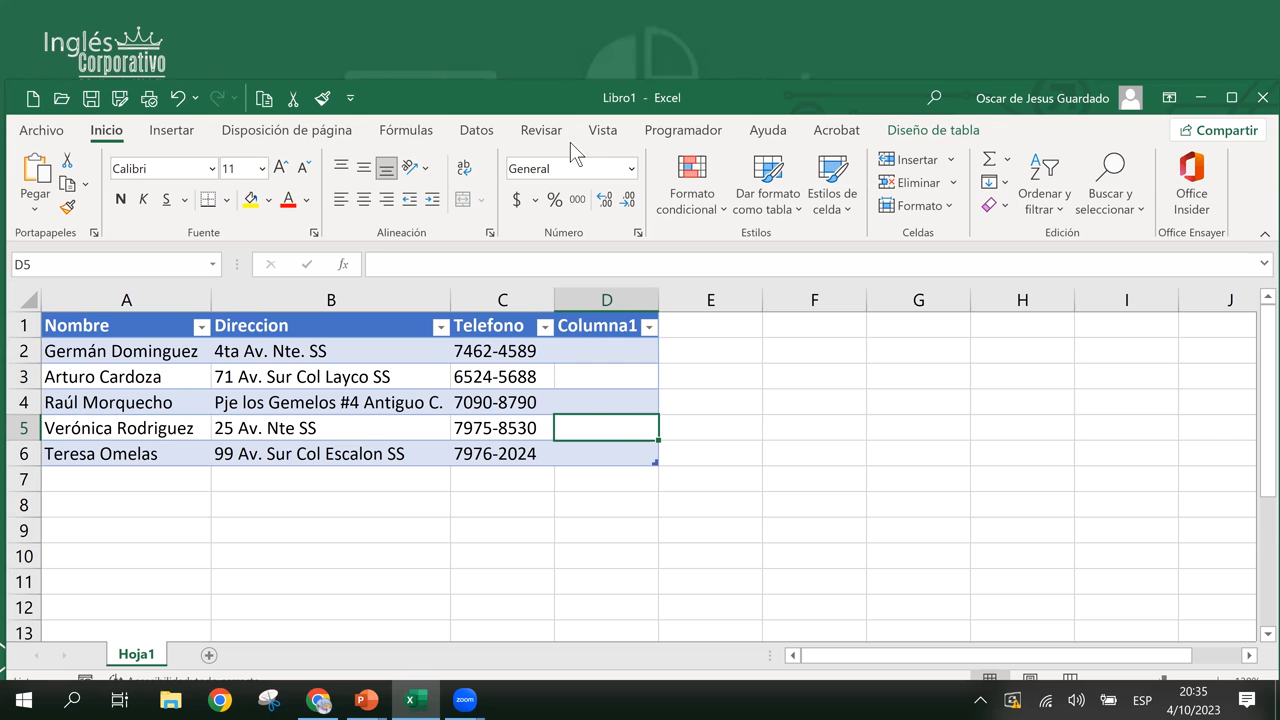 Inglés
Corporativo
Libro1 - Excel
Oscar de Jesus Guardado
Archivo Inicio Insertar Disposición de página Fórmulas Datos Revisar Vista Programador Ayuda Acrobat Diseño de tabla Compartir
Pegar
Calibri 11
N K S
General
$ % 000
Formato condicional
Dar formato como tabla
Estilos de celda
Insertar
Eliminar
Formato
Ordenar y filtrar
Buscar y seleccionar
Office Insider
Portapapeles Fuente Alineación Número Estilos Celdas Edición Office Ensayer
D5 fx
A B C D E F G H I J
1 Nombre Direccion Telefono Columna1
2 Germán Dominguez 4ta Av. Nte. SS 7462-4589
3 Arturo Cardoza 71 Av. Sur Col Layco SS 6524-5688
4 Raúl Morquecho Pje los Gemelos #4 Antiguo C. 7090-8790
5 Verónica Rodriguez 25 Av. Nte SS 7975-8530
6 Teresa Omelas 99 Av. Sur Col Escalon SS 7976-2024
7
8
9
10
11
12
13
Hoja1
zoom
ESP
20:35
4/10/2023